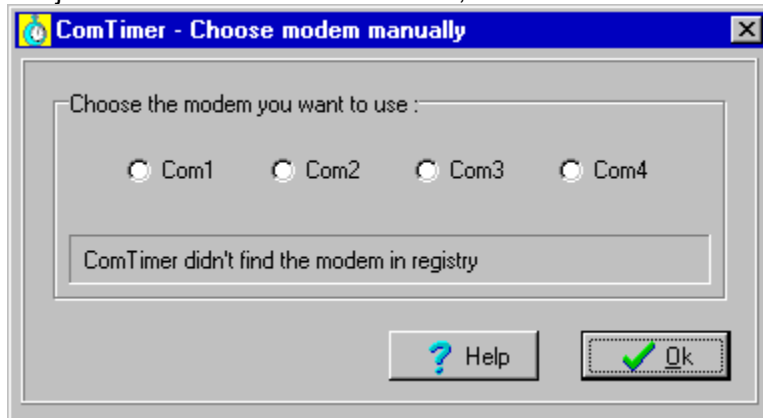 ComTimer - Choose modem manually
Choose the modem you want to use :
Com1 Com2 Com3 Com4
ComTimer didn't find the modem in registry
Help Ok